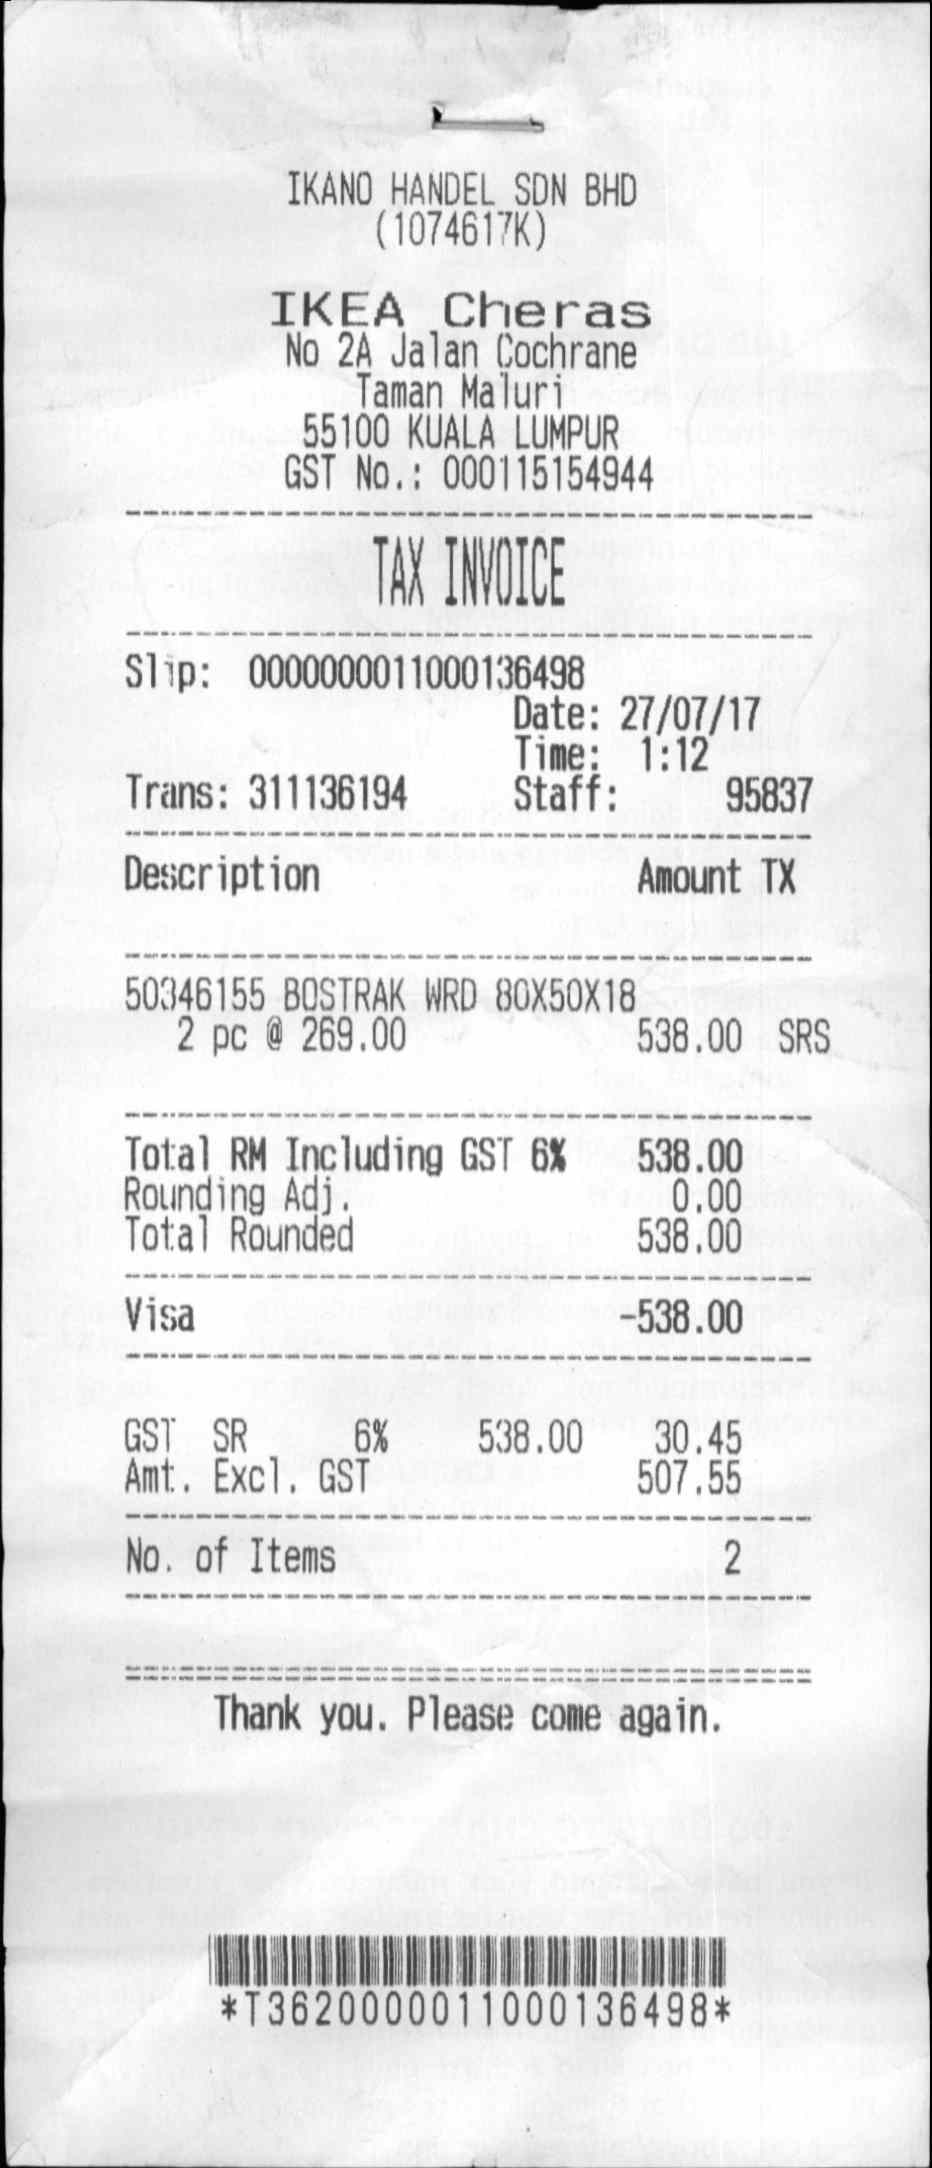 IKANO HANDEL SDN BHD
(1074617K)
IKEA Cheras
No 2A Jalan Cochrane
Taman Maluri
55100 KUALA LUMPUR
GST No.: 000115154944
TAX INVOICE
Slip: 0000000011000136498
Date: 27/07/17
Time: 1:12
Trans: 311136194 Staff: 95837
Description Amount TX
50346155 BOSTRAK WRD 80X50X18
2 pc @ 269.00 538.00 SRS
Total RM Including GST 6% 538.00
Rounding Adj. 0.00
Total Rounded 538.00
Visa -538.00
GST SR 6% 538.00 30.45
Amt. Excl. GST 507.55
No. of Items 2
Thank you. Please come again.
*T3620000011000136498*